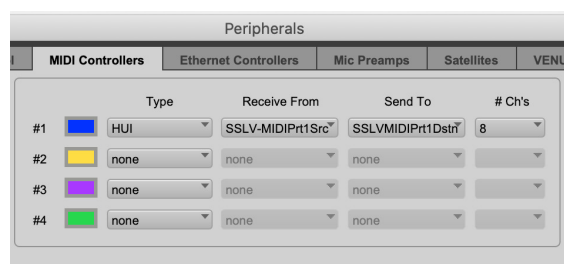 Peripherals
MIDI Controllers Ethernet Controllers Mic Preamps Satellites VENU
Type Receive From Send To # Ch's
#1 HUI SSLV-MIDIPrt1Src SSLVMIDIPrt1Dstn 8
#2 none none none
#3 none none none
#4 none none none